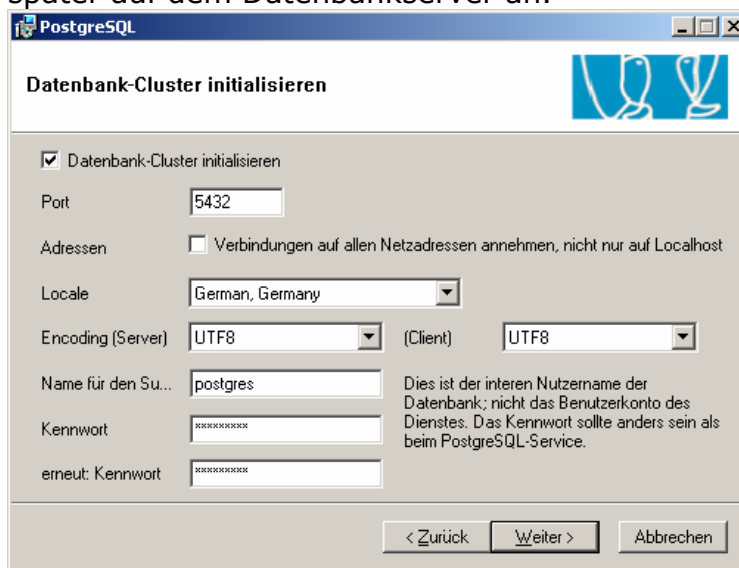 später auf dem Datenbankserver an.
PostgreSQL
Datenbank-Cluster initialisieren
Datenbank-Cluster initialisieren
Port 5432
Adressen Verbindungen auf allen Netzadressen annehmen, nicht nur auf Localhost
Locale German, Germany
Encoding (Server) UTF8 (Client) UTF8
Name für den Su... postgres
Dies ist der interen Nutzername der
Datenbank; nicht das Benutzerkonto des
Dienstes. Das Kennwort sollte anders sein als
beim PostgreSQL-Service.
Kennwort *********
erneut: Kennwort *********
< Zurück Weiter > Abbrechen